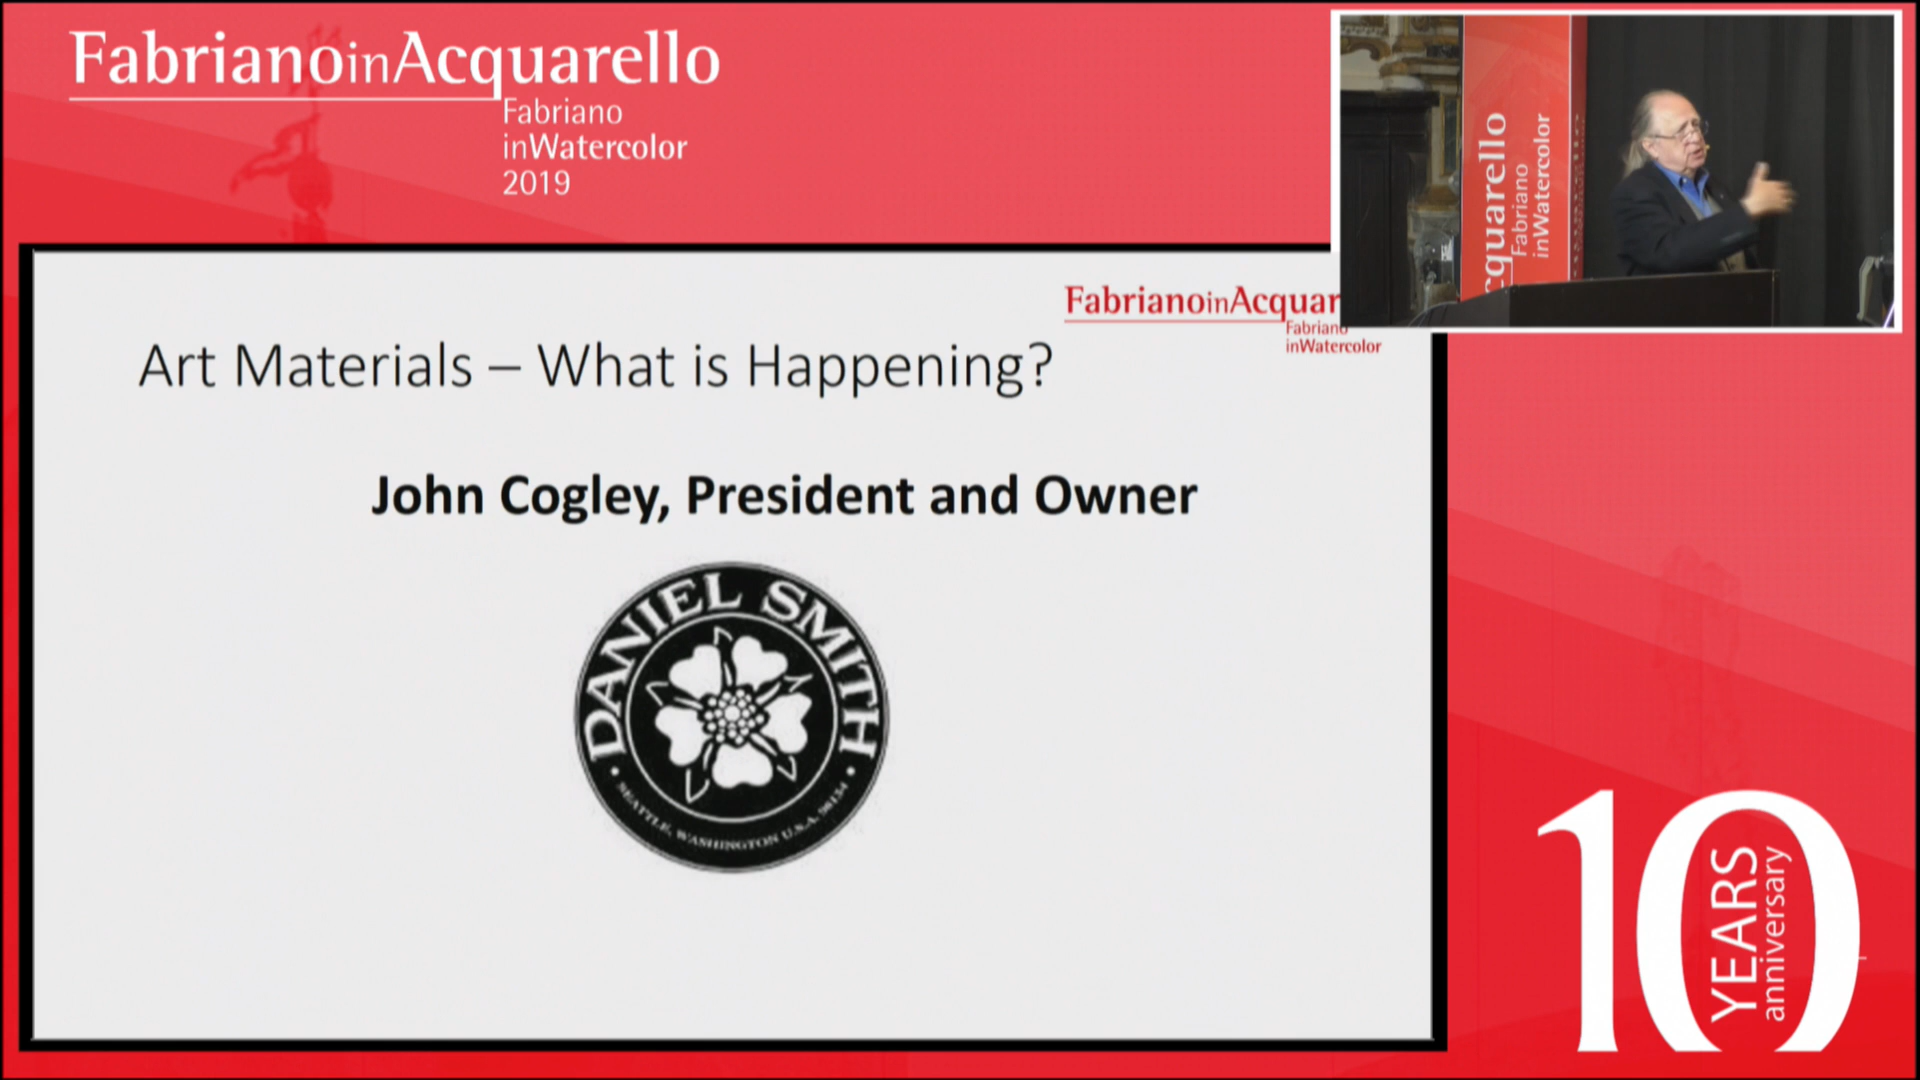 FabrianoinAcquarello
Fabriano
inWatercolor
2019
cquarello
Fabriano
inWatercolor
FabrianoinAcquar
Fabriano
inWatercolor
Art Materials – What is Happening?
John Cogley, President and Owner
DANIEL SMITH
• SEATTLE, WASHINGTON U.S.A. 98134 •
10
YEARS
anniversary